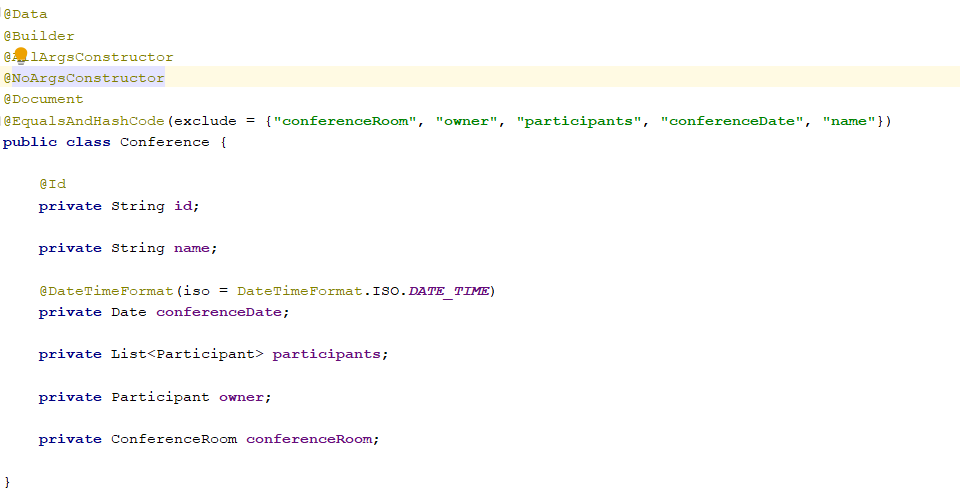 @Data
@Builder
@AllArgsConstructor
@NoArgsConstructor
@Document
@EqualsAndHashCode(exclude = {"conferenceRoom", "owner", "participants", "conferenceDate", "name"})
public class Conference {
@Id
private String id;
private String name;
@DateTimeFormat(iso = DateTimeFormat.ISO.DATE_TIME)
private Date conferenceDate;
private List<Participant> participants;
private Participant owner;
private ConferenceRoom conferenceRoom;
}